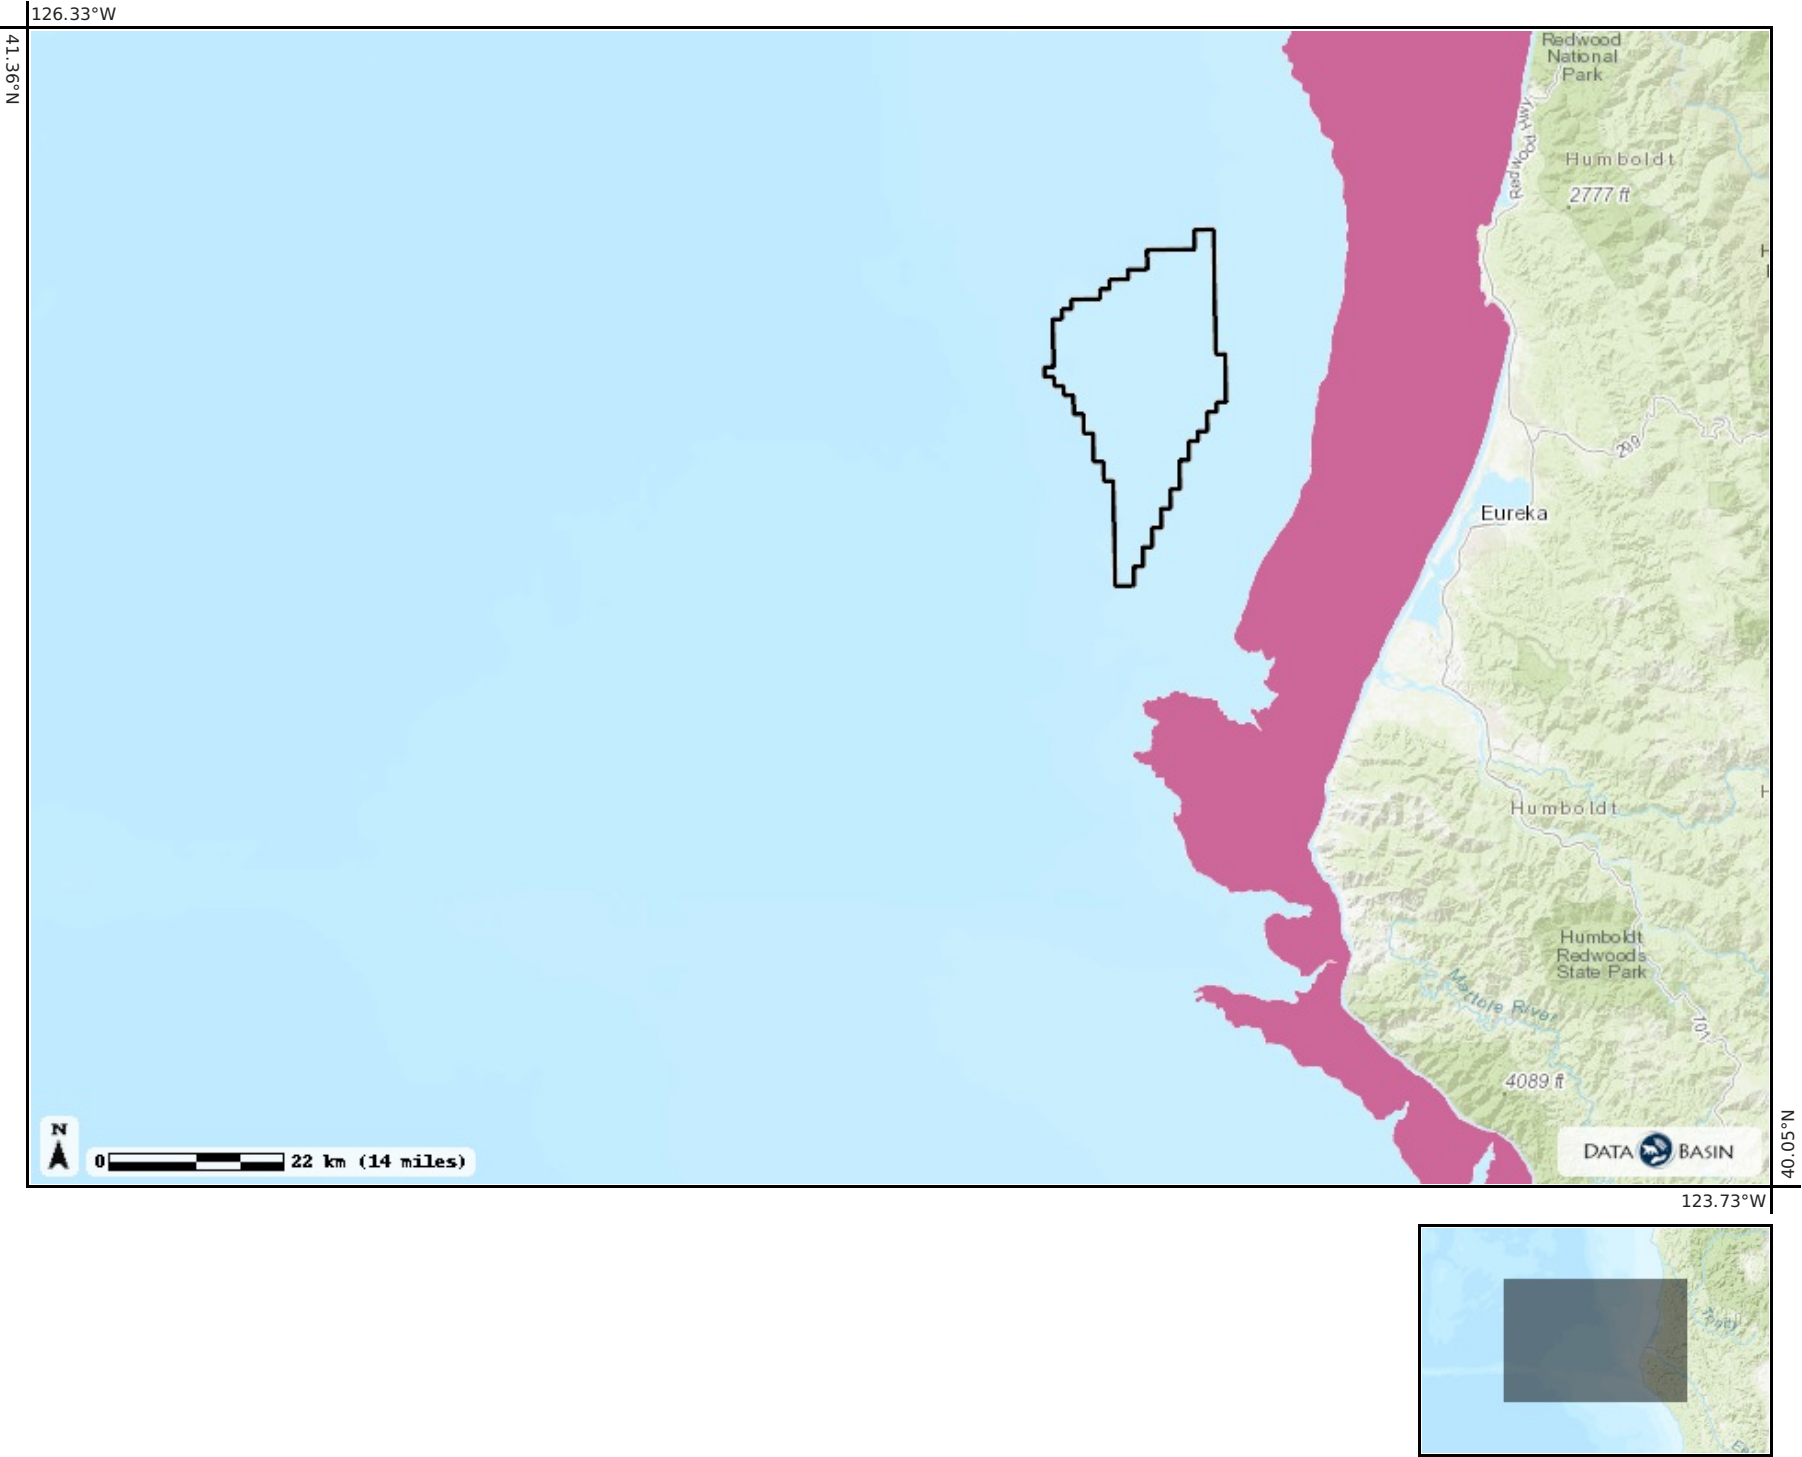 126.33°W
41.36°N
Redwood
National
Park
Redwood Hwy
Humboldt
2777 ft
H
299
Eureka
H
Humboldt
Humboldt
Redwoods
State Park
Mattole River
101
4089 ft
N
0 22 km (14 miles)
DATA BASIN
40.05°N
123.73°W
Trinity